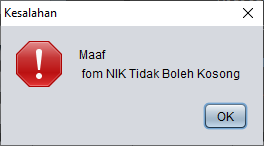 Kesalahan
Maaf
fom NIK Tidak Boleh Kosong
OK